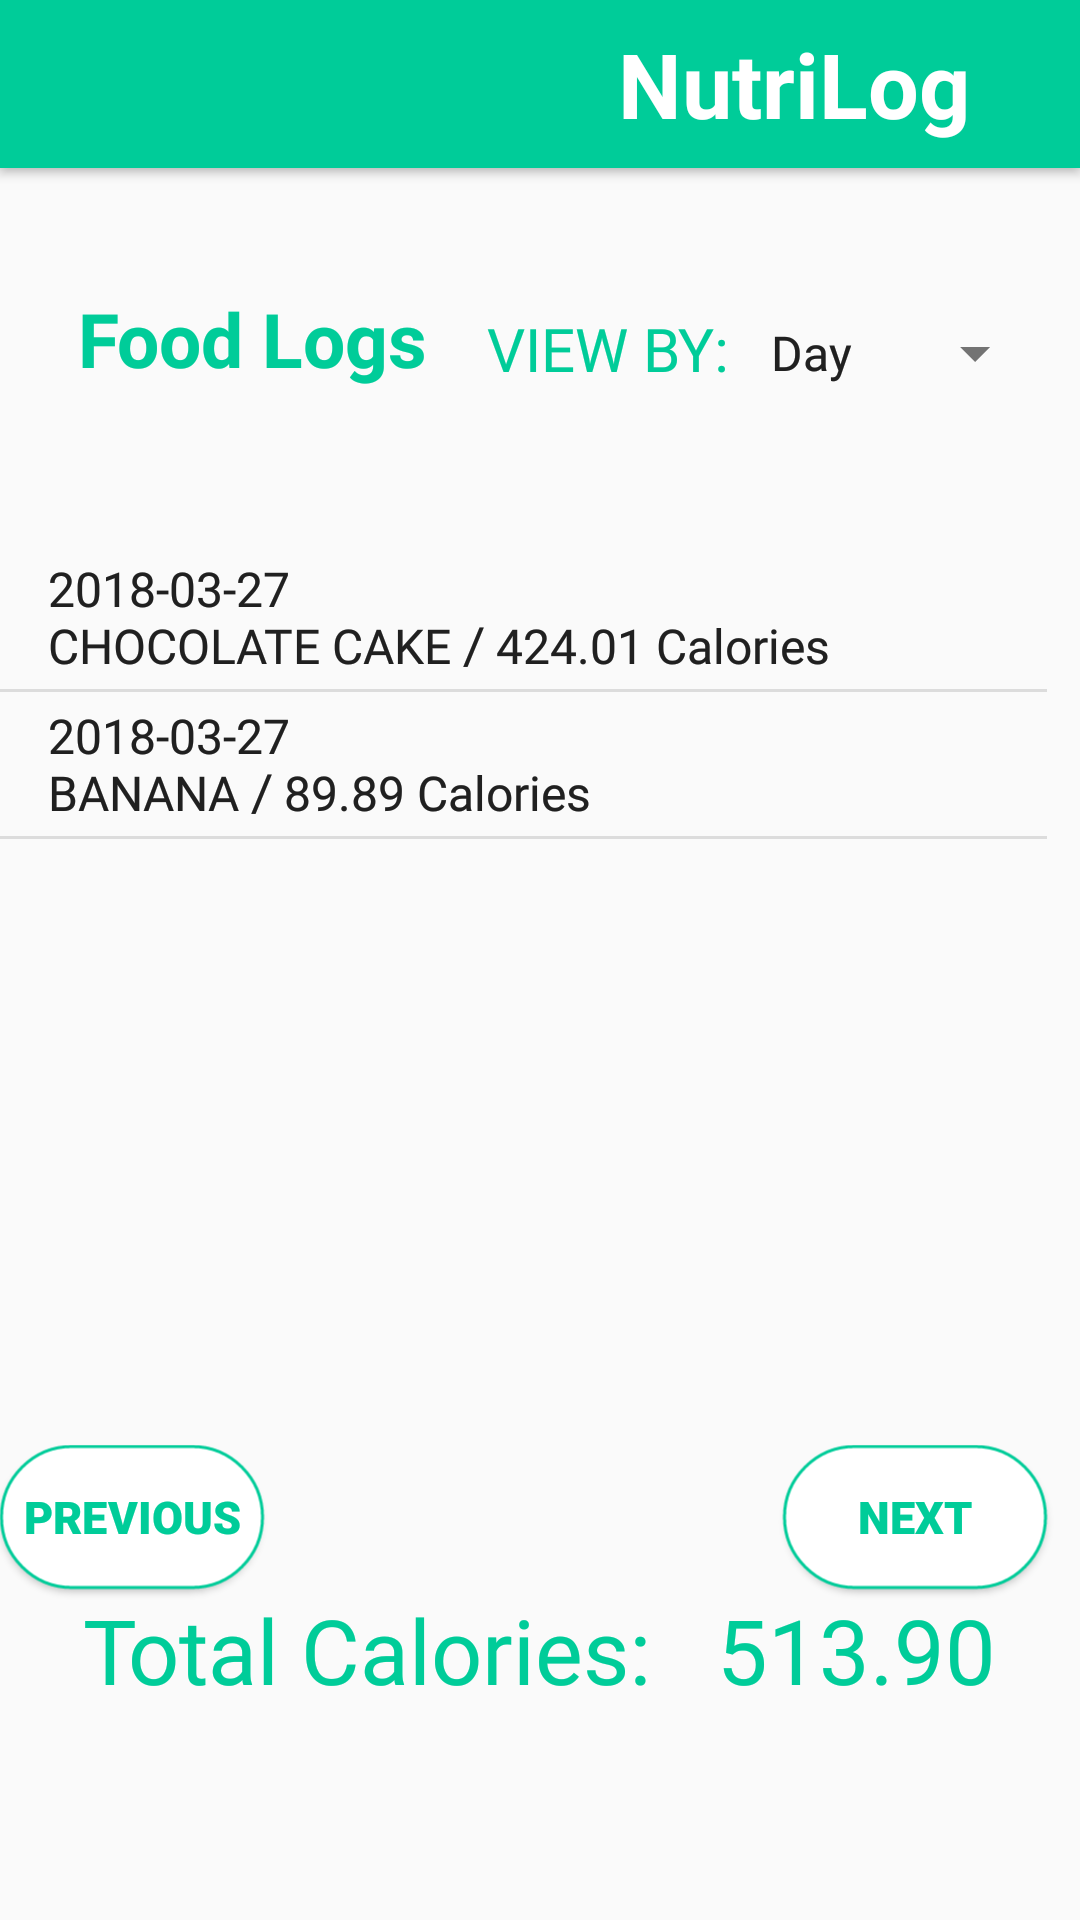 NutriLog
Food Logs VIEW BY: Day
2018-03-27
CHOCOLATE CAKE / 424.01 Calories
2018-03-27
BANANA / 89.89 Calories
PREVIOUS NEXT
Total Calories: 513.90